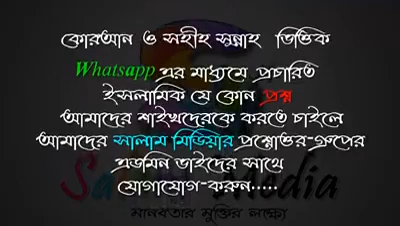 কোরআন ও সহীহ সুন্নাহ ভিত্তিক
Whatsapp এর মাধ্যমে প্রচারিত
ইসলামিক যে কোন প্রশ্ন
আমাদের শাইখদেরকে করতে চাইলে
আমাদের সালাম মিডিয়ার প্রশ্নোত্তর-গ্রুপের
এডমিন ভাইদের সাথে
যোগাযোগ-করুন.....
Media
মানবতার মুক্তির লক্ষ্যে